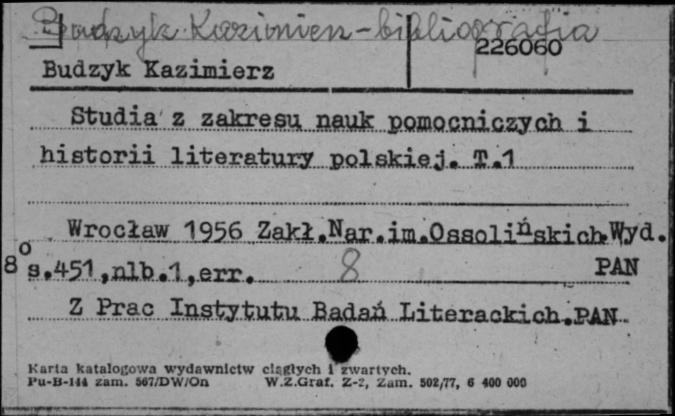 Budzyk Kazimierz - bibliografia
226060
Budzyk Kazimierz
Studia z zakresu nauk pomocniczych i
historii literatury polskiej. T.1
Wrocław 1956 Zakł.Nar.im.Ossolińskich.Wyd.
PAN
8° s.451,nlb.1,err. 8
Z Prac Instytutu Badań Literackich.PAN
Karta katalogowa wydawnictw ciągłych i zwartych.
Pu-B-144 zam. 567/DW/On W.Z.Graf. Z-2, Zam. 502/77, 6 400 000